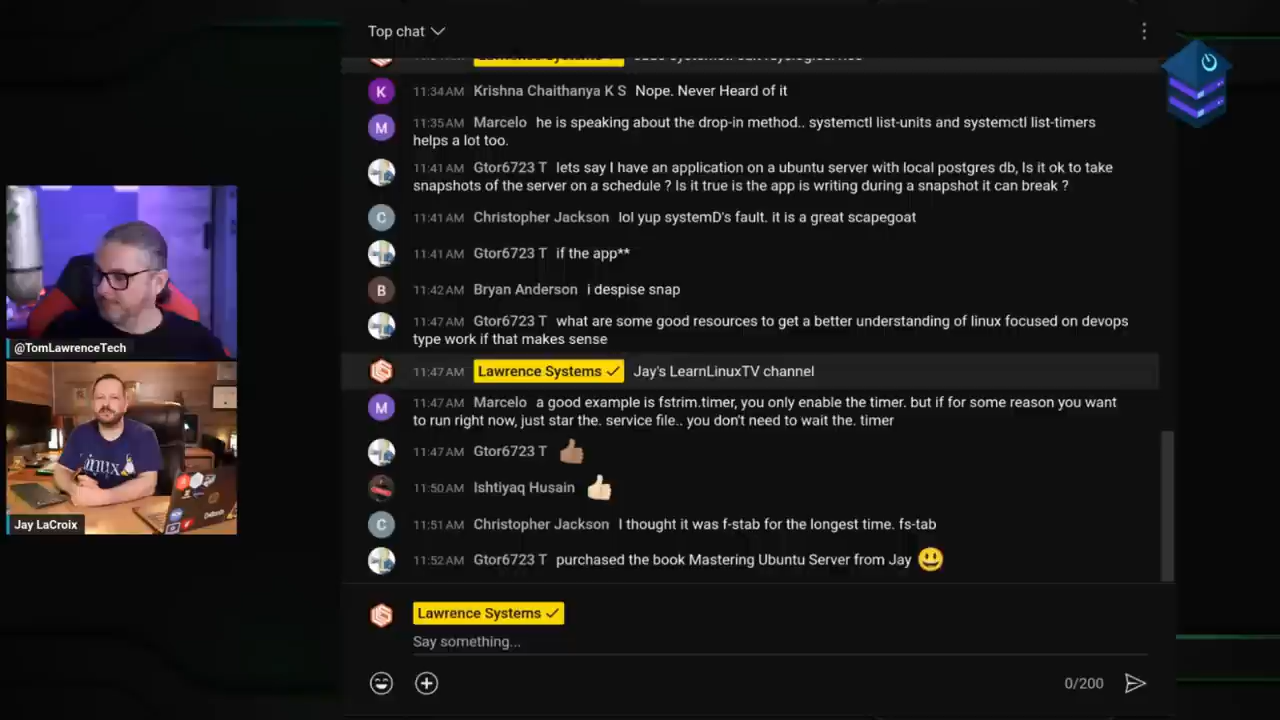 Top chat
Lawrence Systems
11:34 AM Krishna Chaithanya K S Nope. Never Heard of it
11:35 AM Marcelo he is speaking about the drop-in method.. systemctl list-units and systemctl list-timers
helps a lot too.
11:41 AM Gtor6723 T lets say I have an application on a ubuntu server with local postgres db, Is it ok to take
snapshots of the server on a schedule ? Is it true is the app is writing during a snapshot it can break ?
11:41 AM Christopher Jackson lol yup systemD's fault. it is a great scapegoat
11:41 AM Gtor6723 T if the app**
11:42 AM Bryan Anderson i despise snap
11:47 AM Gtor6723 T what are some good resources to get a better understanding of linux focused on devops
type work if that makes sense
11:47 AM Lawrence Systems Jay's LearnLinuxTV channel
11:47 AM Marcelo a good example is fstrim.timer, you only enable the timer. but if for some reason you want
to run right now, just star the. service file.. you don't need to wait the. timer
11:47 AM Gtor6723 T
11:50 AM Ishtiyaq Husain
11:51 AM Christopher Jackson I thought it was f-stab for the longest time. fs-tab
11:52 AM Gtor6723 T purchased the book Mastering Ubuntu Server from Jay 😃
Lawrence Systems
Say something...
0/200
@TomLawrenceTech
Linux
Jay LaCroix